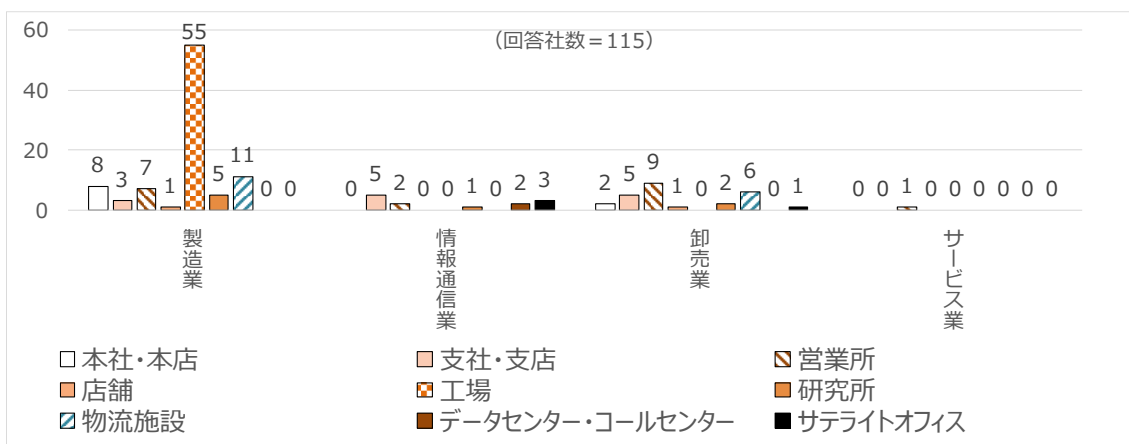 (回答社数＝115)
60
40
20
0
8
3
7
1
55
5
11
0
0
0
5
2
0
0
1
0
2
3
2
5
9
1
0
2
6
0
1
0
0
1
0
0
0
0
0
0
製造業
情報通信業
卸売業
サービス業
本社・本店
支社・支店
営業所
店舗
工場
研究所
物流施設
データセンター・コールセンター
サテライトオフィス